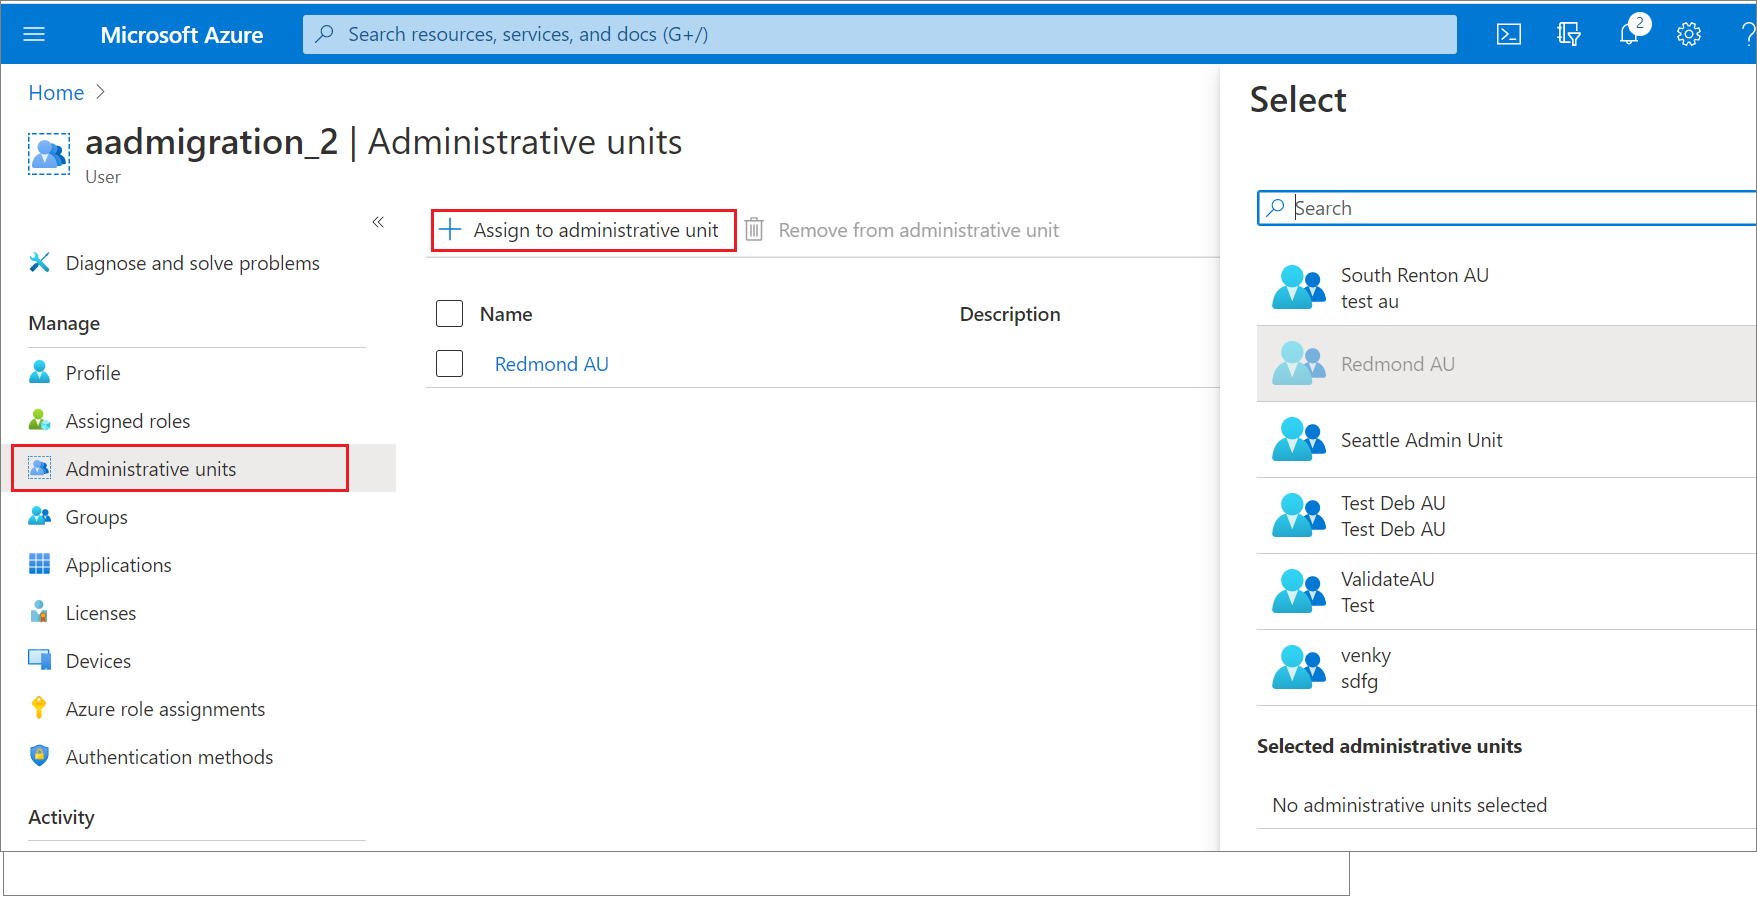 Microsoft Azure
Search resources, services, and docs (G+/)
2
?
Home >
aadmigration_2 | Administrative units
User
«
Assign to administrative unit
Remove from administrative unit
Diagnose and solve problems
Manage
Profile
Assigned roles
Administrative units
Groups
Applications
Licenses
Devices
Azure role assignments
Authentication methods
Activity
Name Description
Redmond AU
Select
Search
South Renton AU
test au
Redmond AU
Seattle Admin Unit
Test Deb AU
Test Deb AU
ValidateAU
Test
venky
sdfg
Selected administrative units
No administrative units selected